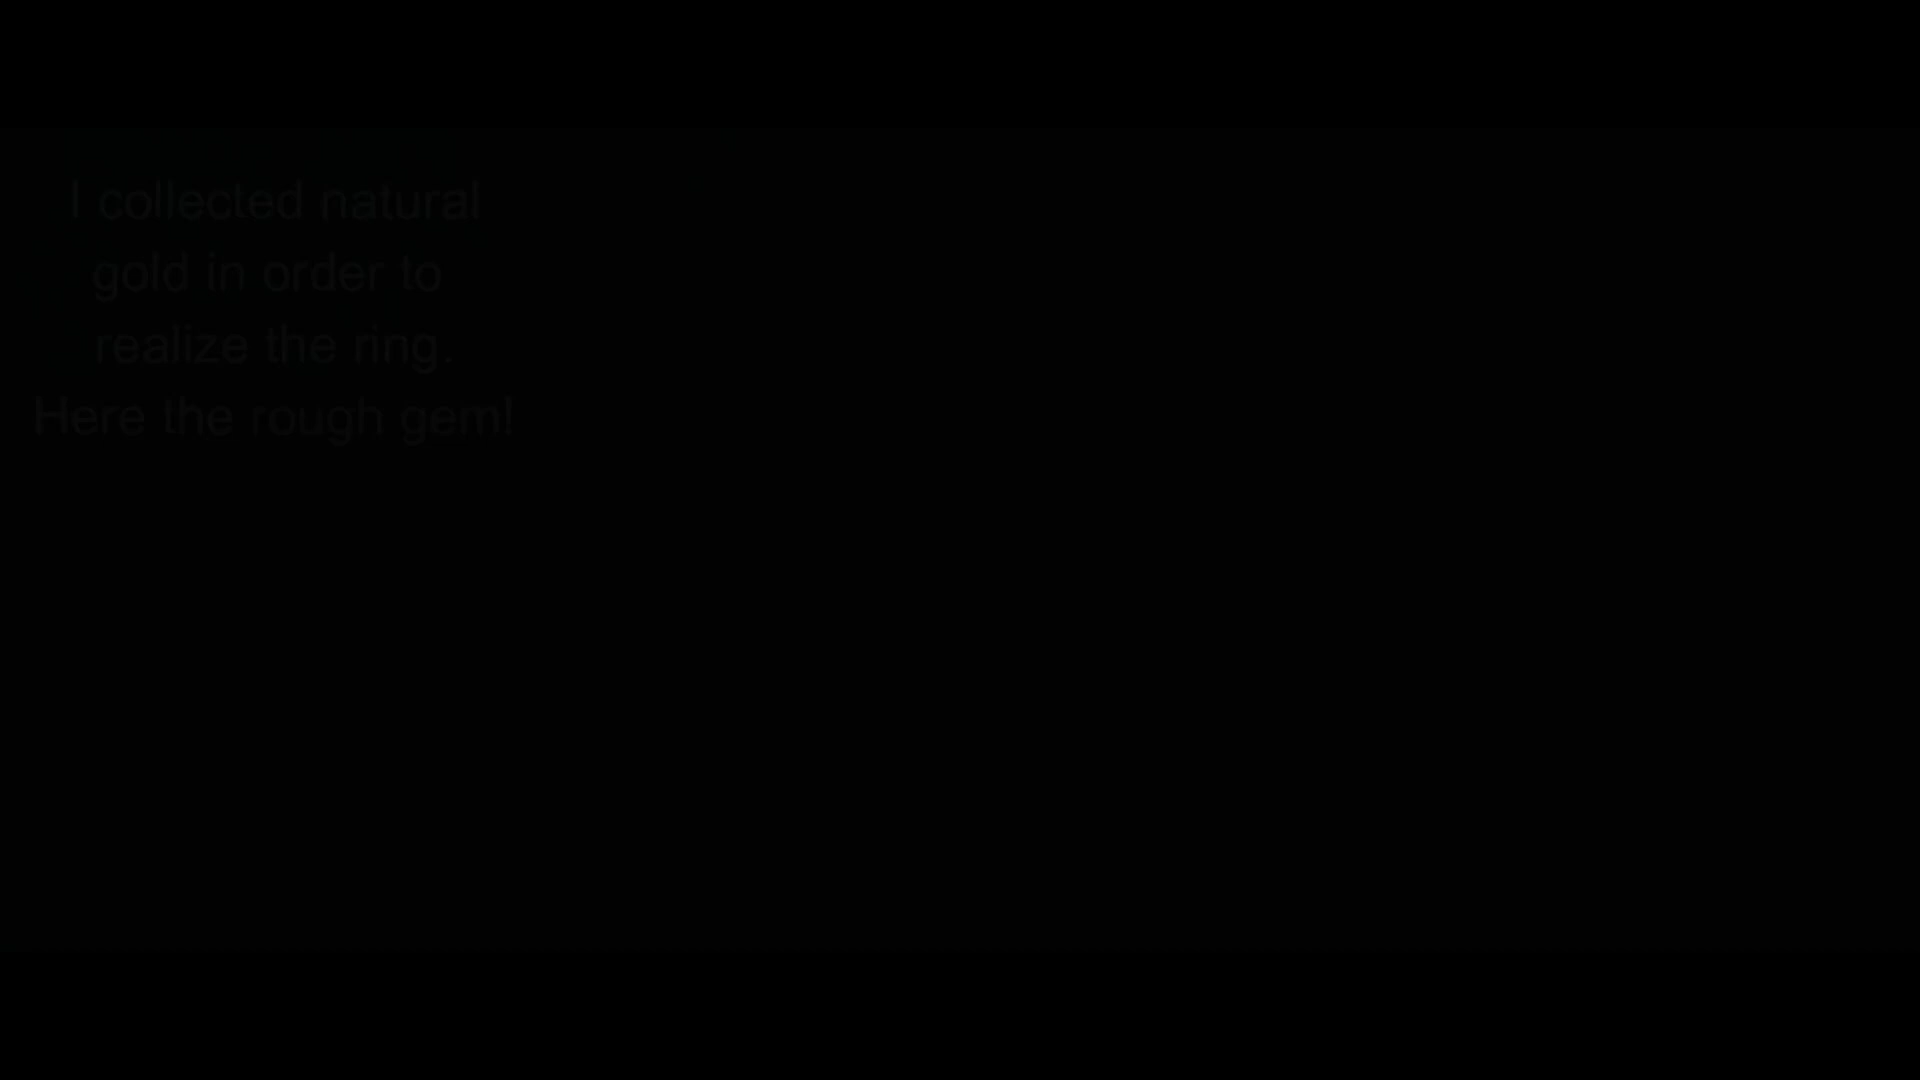 I collected natural
gold in order to
realize the ring.
Here the rough gem!